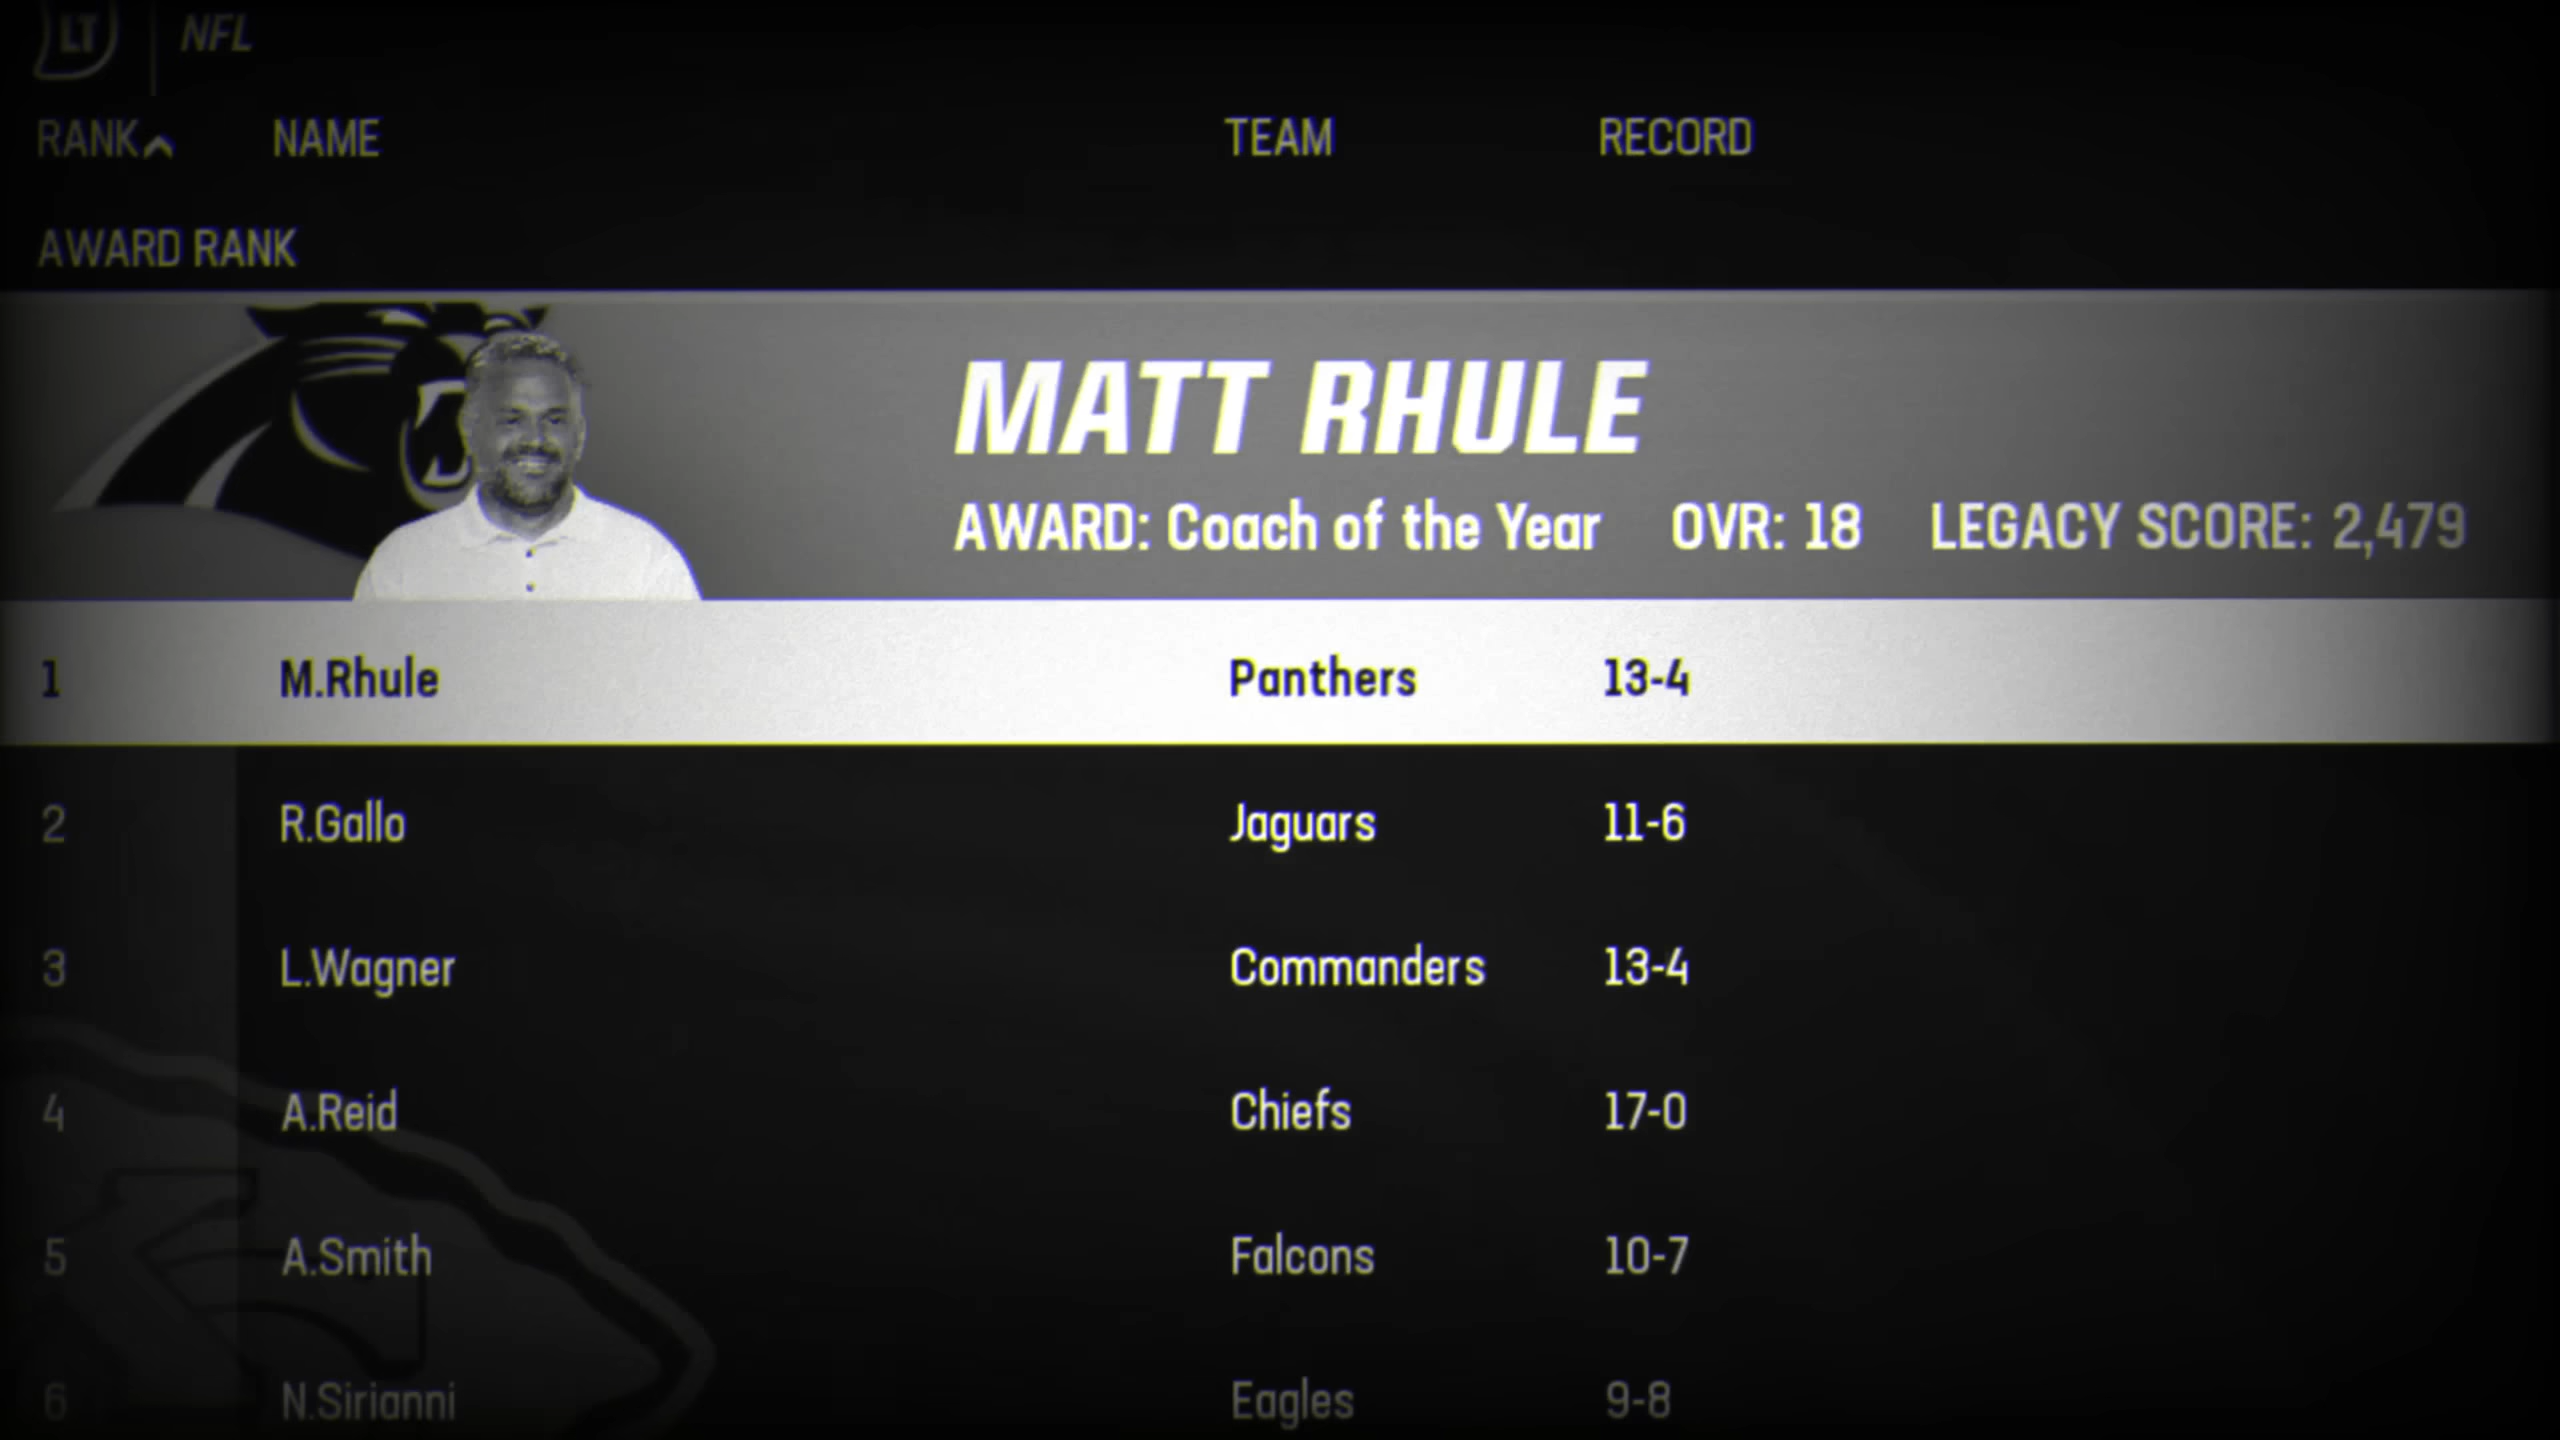 LT NFL
RANK NAME TEAM RECORD
AWARD RANK
MATT RHULE
AWARD: Coach of the Year OVR: 18 LEGACY SCORE: 2,479
1 M.Rhule Panthers 13-4
2 R.Gallo Jaguars 11-6
3 L.Wagner Commanders 13-4
4 A.Reid Chiefs 17-0
5 A.Smith Falcons 10-7
6 N.Sirianni Eagles 9-8